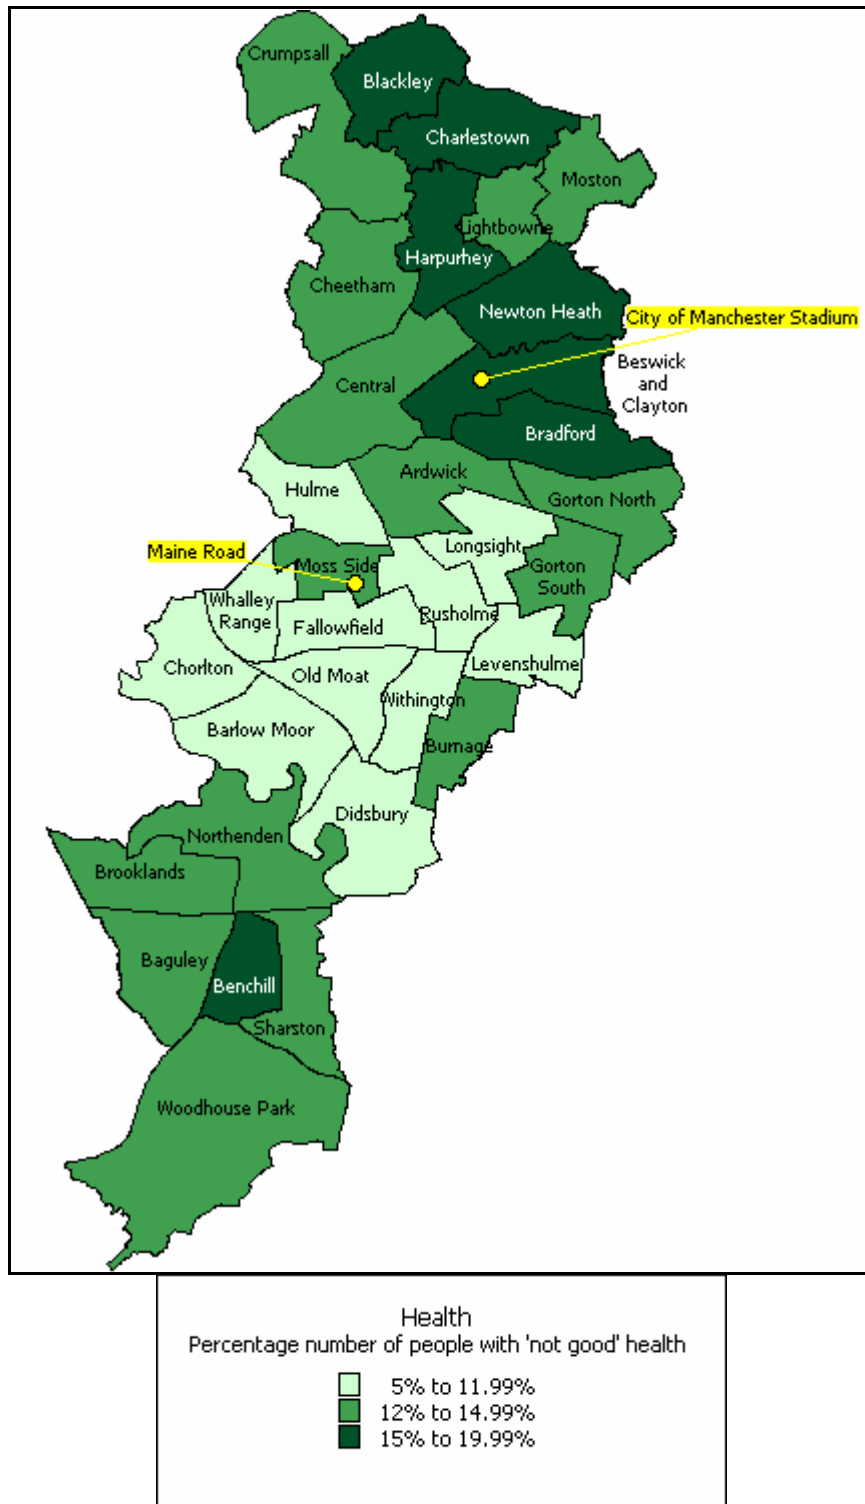 Crumpsall
Blackley
Charlestown
Moston
Lightbowne
Harpurhey
Cheetham
Newton Heath
City of Manchester Stadium
Beswick
and
Clayton
Central
Bradford
Ardwick
Hulme
Gorton North
Longsight
Maine Road
Moss Side
Gorton
South
Whalley
Range
Rusholme
Fallowfield
Levenshulme
Chorlton
Old Moat
Withington
Barlow Moor
Burnage
Didsbury
Northenden
Brooklands
Baguley
Benchill
Sharston
Woodhouse Park
Health
Percentage number of people with 'not good' health
5% to 11.99%
12% to 14.99%
15% to 19.99%